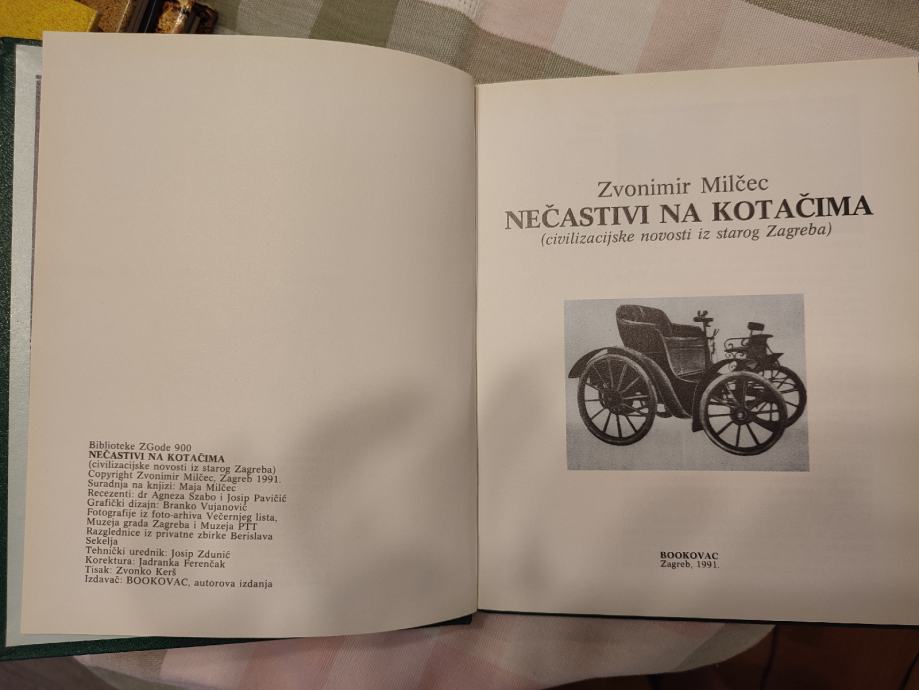 Biblioteke ZGode 900
NEČASTIVI NA KOTAČIMA
(civilizacijske novosti iz starog Zagreba)
Copyright Zvonimir Milčec, Zagreb 1991.
Suradnja na knjizi: Maja Milčec
Recezenti: dr Agneza Szabo i Josip Pavičić
Grafički dizajn: Branko Vujanović
Fotografije iz foto-arhiva Večernjeg lista,
Muzeja grada Zagreba i Muzeja PTT
Razglednice iz privatne zbirke Berislava
Sekelja
Tehnički urednik: Josip Zdunić
Korektura: Jadranka Ferenčak
Tisak: Zvonko Kerš
Izdavač: BOOKOVAC, autorova izdanja
Zvonimir Milčec
NEČASTIVI NA KOTAČIMA
(civilizacijske novosti iz starog Zagreba)
BOOKOVAC
Zagreb, 1991.